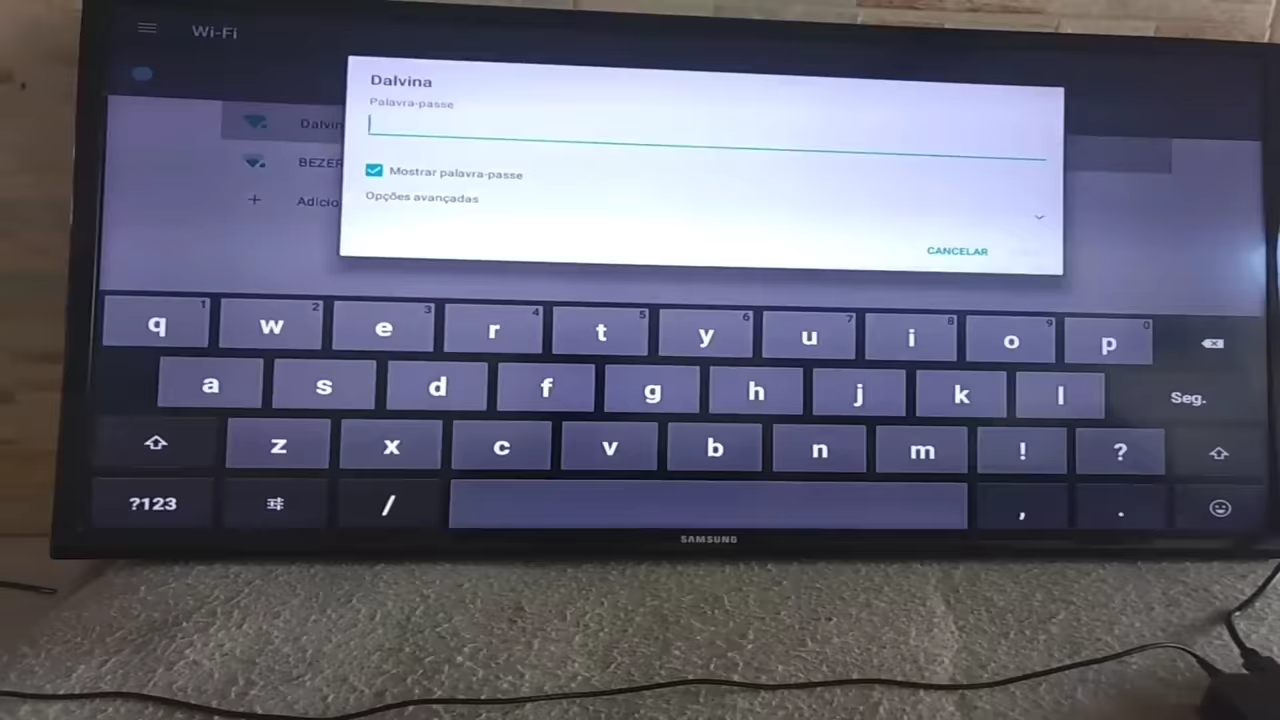 Wi-Fi
Dalvina
Palavra-passe
Dalvin
BEZER
Mostrar palavra-passe
Adicio
Opções avançadas
CANCELAR
q 1 w 2 e 3 r 4 t 5 y 6 u 7 i 8 o 9 p 0
a s d f g h j k l Seg.
z x c v b n m ! ?
?123 / , .
SAMSUNG